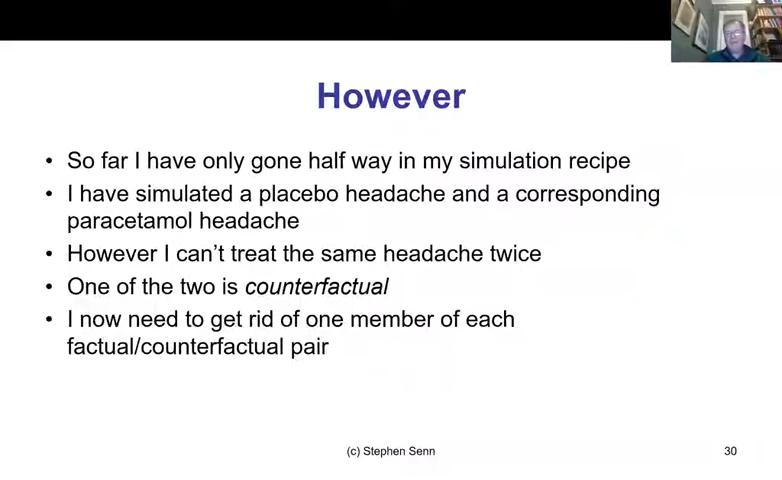 However
• So far I have only gone half way in my simulation recipe
• I have simulated a placebo headache and a corresponding
paracetamol headache
• However I can't treat the same headache twice
• One of the two is counterfactual
• I now need to get rid of one member of each
factual/counterfactual pair
(c) Stephen Senn
30